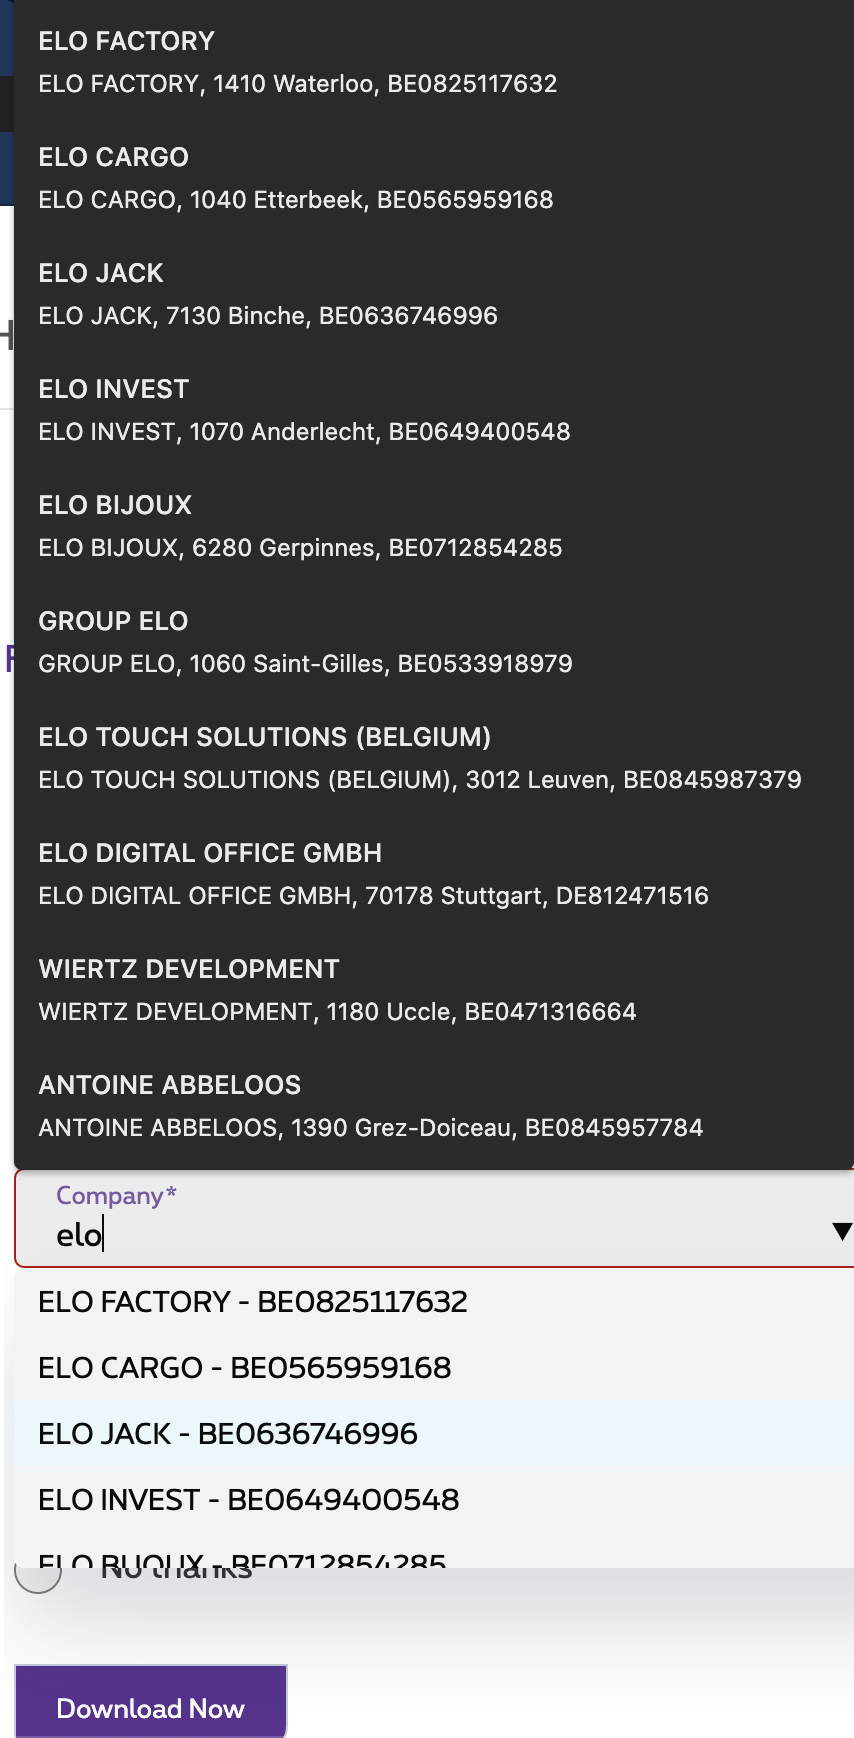 ELO FACTORY
ELO FACTORY, 1410 Waterloo, BE0825117632
ELO CARGO
ELO CARGO, 1040 Etterbeek, BE0565959168
ELO JACK
ELO JACK, 7130 Binche, BE0636746996
ELO INVEST
ELO INVEST, 1070 Anderlecht, BE0649400548
ELO BIJOUX
ELO BIJOUX, 6280 Gerpinnes, BE0712854285
GROUP ELO
GROUP ELO, 1060 Saint-Gilles, BE0533918979
ELO TOUCH SOLUTIONS (BELGIUM)
ELO TOUCH SOLUTIONS (BELGIUM), 3012 Leuven, BE0845987379
ELO DIGITAL OFFICE GMBH
ELO DIGITAL OFFICE GMBH, 70178 Stuttgart, DE812471516
WIERTZ DEVELOPMENT
WIERTZ DEVELOPMENT, 1180 Uccle, BE0471316664
ANTOINE ABBELOOS
ANTOINE ABBELOOS, 1390 Grez-Doiceau, BE0845957784
Company*
elo
ELO FACTORY - BE0825117632
ELO CARGO - BE0565959168
ELO JACK - BE0636746996
ELO INVEST - BE0649400548
ELO BIJOUX - BE0712854285
No thanks
Download Now